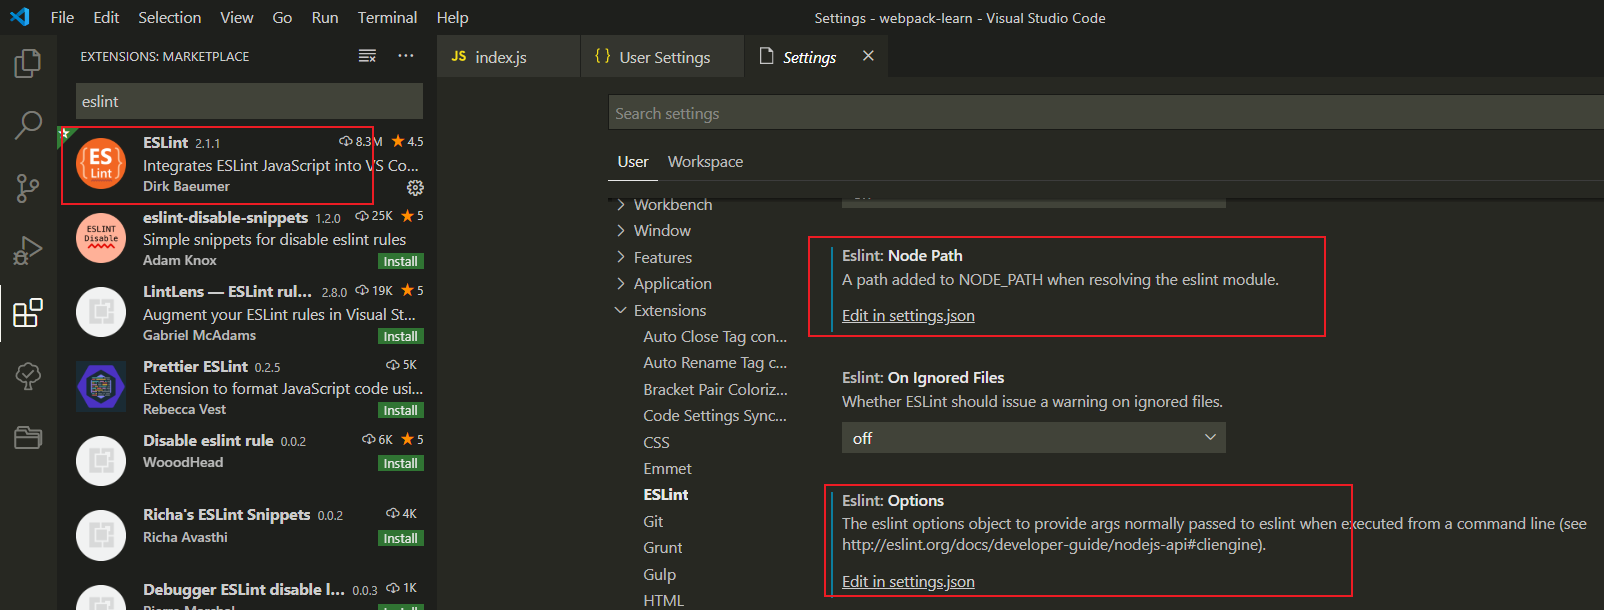 File Edit Selection View Go Run Terminal Help
Settings - webpack-learn - Visual Studio Code
EXTENSIONS: MARKETPLACE
eslint
ES
Lint
ESLint 2.1.1 8.3M 4.5
Integrates ESLint JavaScript into VS Co...
Dirk Baeumer
ESLINT
Disable
eslint-disable-snippets 1.2.0 25K 5
Simple snippets for disable eslint rules
Adam Knox Install
LintLens — ESLint rul... 2.8.0 19K 5
Augment your ESLint rules in Visual St...
Gabriel McAdams Install
Prettier ESLint 0.2.5 5K
Extension to format JavaScript code usi...
Rebecca Vest Install
Disable eslint rule 0.0.2 6K 5
WooodHead Install
Richa's ESLint Snippets 0.0.2 4K
Richa Avasthi Install
Debugger ESLint disable l... 0.0.3 1K
JS index.js
{} User Settings
Settings
Search settings
User Workspace
Workbench
Window
Features
Application
Extensions
Auto Close Tag con...
Auto Rename Tag c...
Bracket Pair Coloriz...
Code Settings Sync...
CSS
Emmet
ESLint
Git
Grunt
Gulp
HTML
Eslint: Node Path
A path added to NODE_PATH when resolving the eslint module.
Edit in settings.json
Eslint: On Ignored Files
Whether ESLint should issue a warning on ignored files.
off
Eslint: Options
The eslint options object to provide args normally passed to eslint when executed from a command line (see
http://eslint.org/docs/developer-guide/nodejs-api#cliengine).
Edit in settings.json